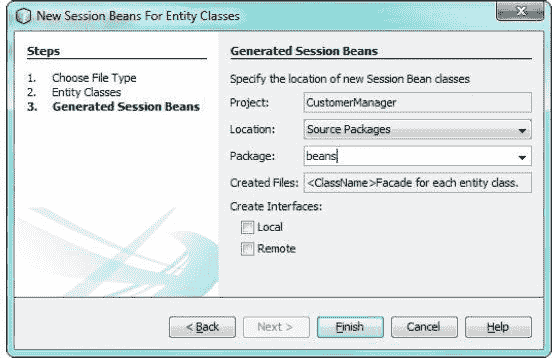 New Session Beans For Entity Classes
Steps
1. Choose File Type
2. Entity Classes
3. Generated Session Beans
Generated Session Beans
Specify the location of new Session Bean classes
Project: CustomerManager
Location: Source Packages
Package: beans
Created Files: <ClassName>Facade for each entity class.
Create Interfaces:
Local
Remote
< Back Next > Finish Cancel Help